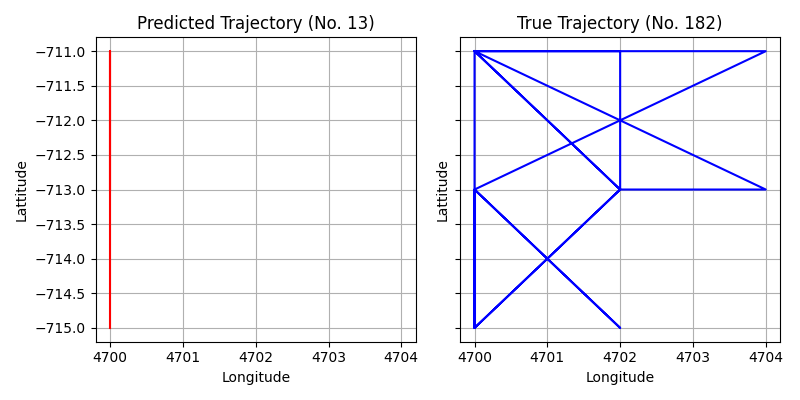 Predicted Trajectory (No. 13)
−711.0
−711.5
−712.0
−712.5
−713.0
−713.5
−714.0
−714.5
−715.0
Lattitude
4700 4701 4702 4703 4704
Longitude
True Trajectory (No. 182)
Lattitude
4700 4701 4702 4703 4704
Longitude